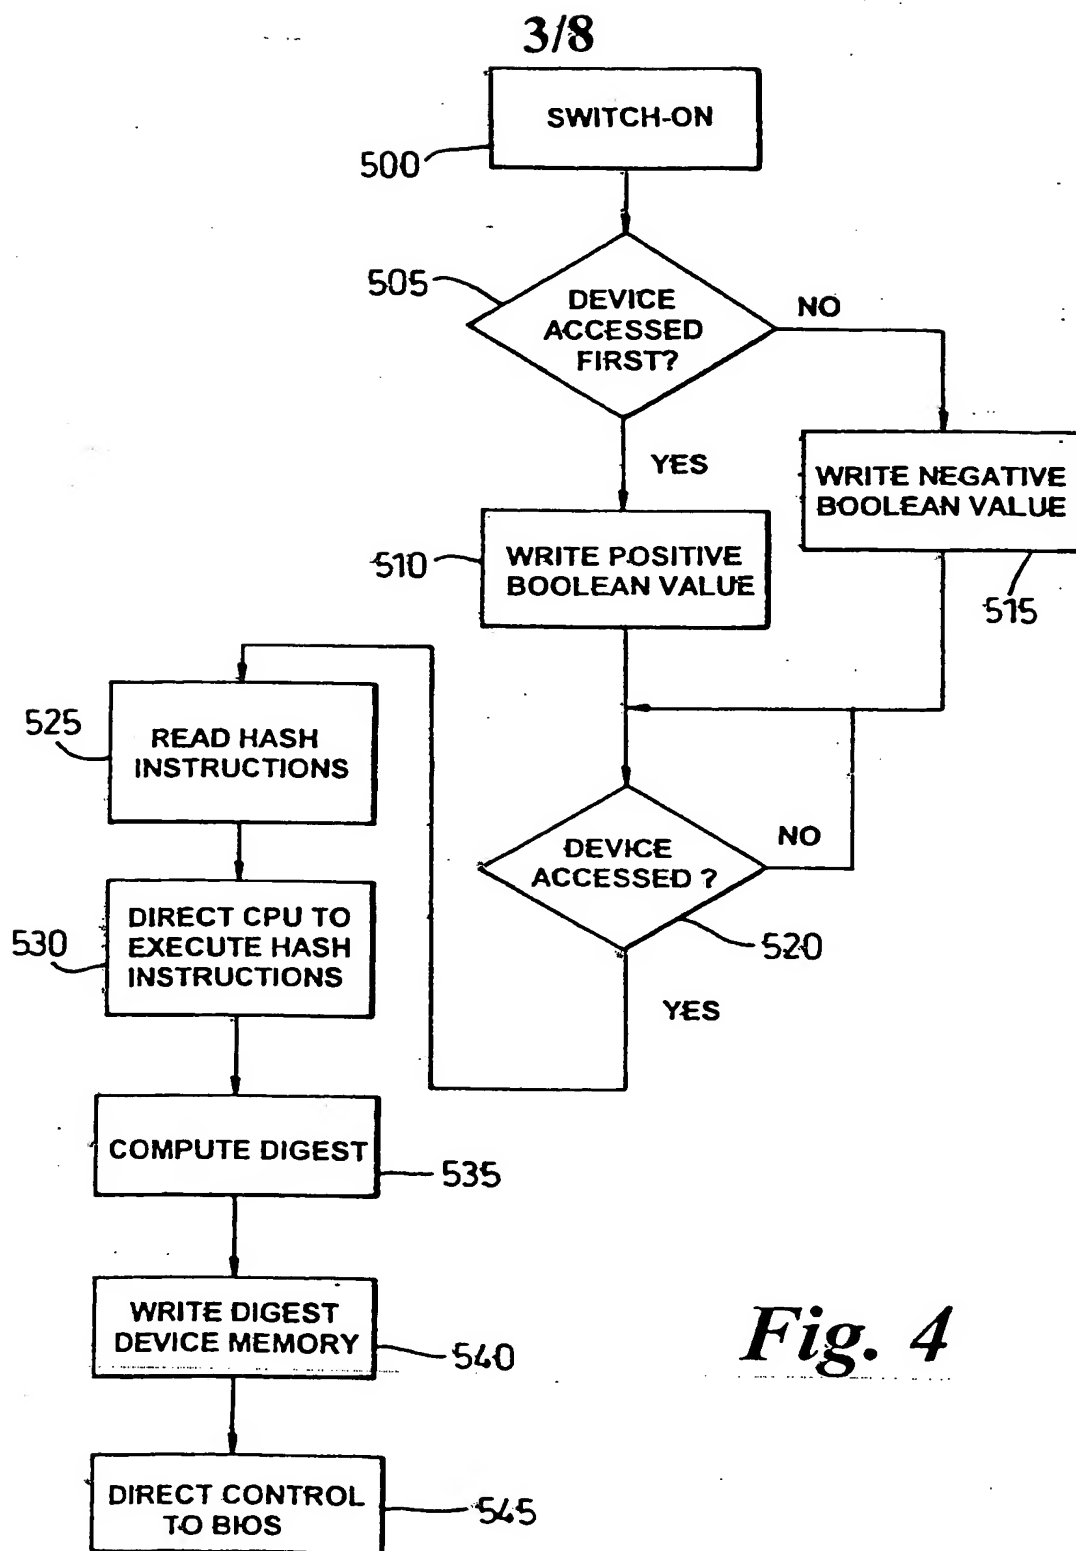 3/8
SWITCH-ON
500
505
DEVICE
ACCESSED
FIRST?
NO
YES
WRITE NEGATIVE
BOOLEAN VALUE
515
510
WRITE POSITIVE
BOOLEAN VALUE
525
READ HASH
INSTRUCTIONS
DEVICE
ACCESSED ?
NO
520
YES
530
DIRECT CPU TO
EXECUTE HASH
INSTRUCTIONS
COMPUTE DIGEST
535
WRITE DIGEST
DEVICE MEMORY
540
DIRECT CONTROL
TO BIOS
545
Fig. 4